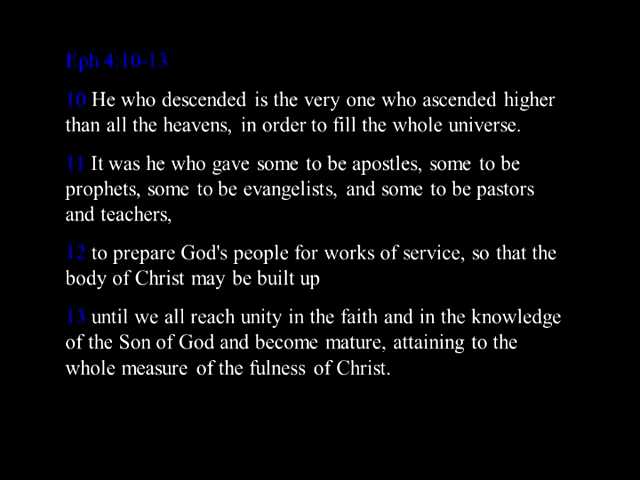 Eph 4:10-13
10 He who descended is the very one who ascended higher
than all the heavens, in order to fill the whole universe.
11 It was he who gave some to be apostles, some to be
prophets, some to be evangelists, and some to be pastors
and teachers,
12 to prepare God's people for works of service, so that the
body of Christ may be built up
13 until we all reach unity in the faith and in the knowledge
of the Son of God and become mature, attaining to the
whole measure of the fulness of Christ.